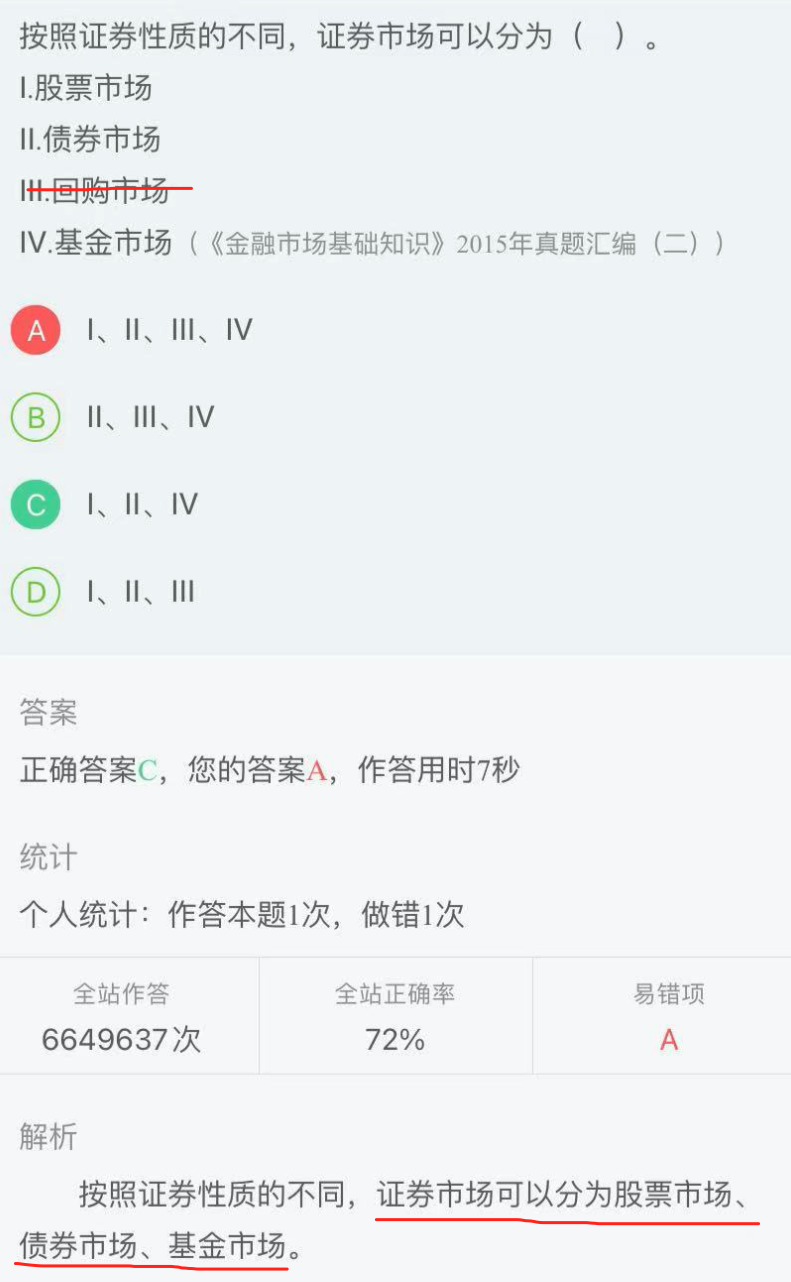 按照证券性质的不同，证券市场可以分为（ ）。
I.股票市场
II.债券市场
III.回购市场
IV.基金市场（《金融市场基础知识》2015年真题汇编（二））
A I、II、III、IV
B II、III、IV
C I、II、IV
D I、II、III
答案
正确答案C，您的答案A，作答用时7秒
统计
个人统计：作答本题1次，做错1次
全站作答 全站正确率 易错项
6649637次 72% A
解析
按照证券性质的不同，证券市场可以分为股票市场、
债券市场、基金市场。